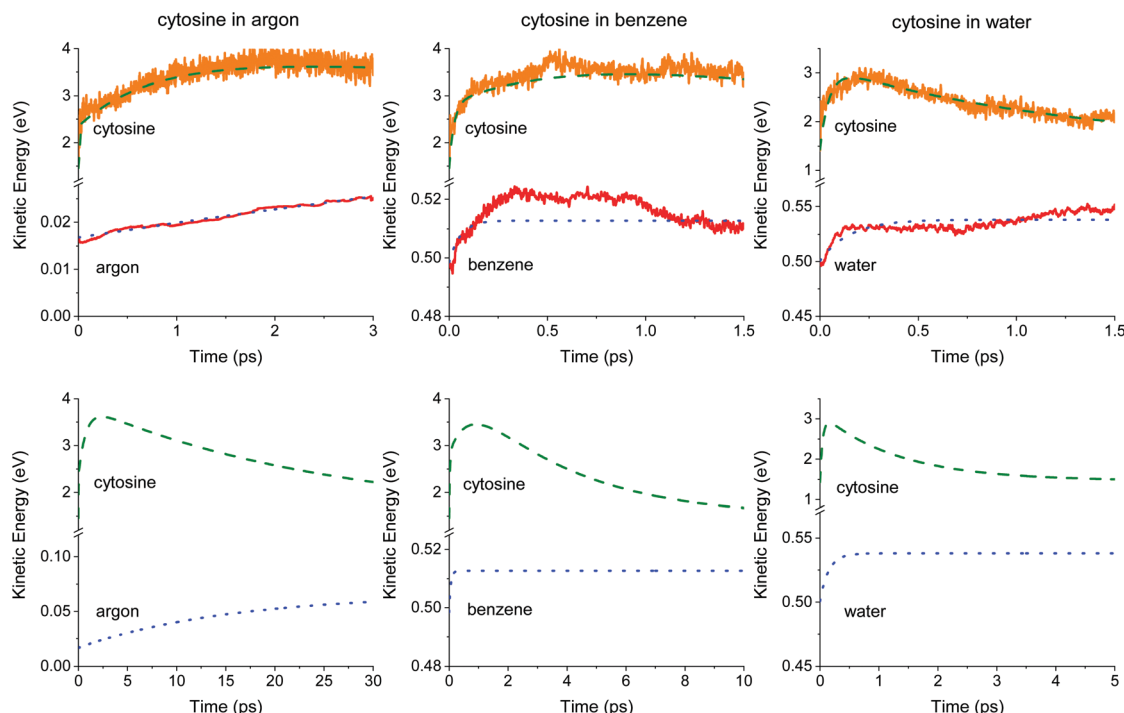 cytosine in argon
cytosine in benzene
cytosine in water
Kinetic Energy (eV)
4
3
2
0.02
0.01
0.00
cytosine
argon
0
1
2
3
Time (ps)
Kinetic Energy (eV)
4
3
2
0.52
0.50
0.48
cytosine
benzene
0.0
0.5
1.0
1.5
Time (ps)
Kinetic Energy (eV)
3
2
1
0.55
0.50
0.45
cytosine
water
0.0
0.5
1.0
1.5
Time (ps)
Kinetic Energy (eV)
4
3
2
0.10
0.05
0.00
cytosine
argon
0
5
10
15
20
25
30
Time (ps)
Kinetic Energy (eV)
4
3
2
0.52
0.50
0.48
cytosine
benzene
0
2
4
6
8
10
Time (ps)
Kinetic Energy (eV)
3
2
1
0.55
0.50
0.45
cytosine
water
0
1
2
3
4
5
Time (ps)